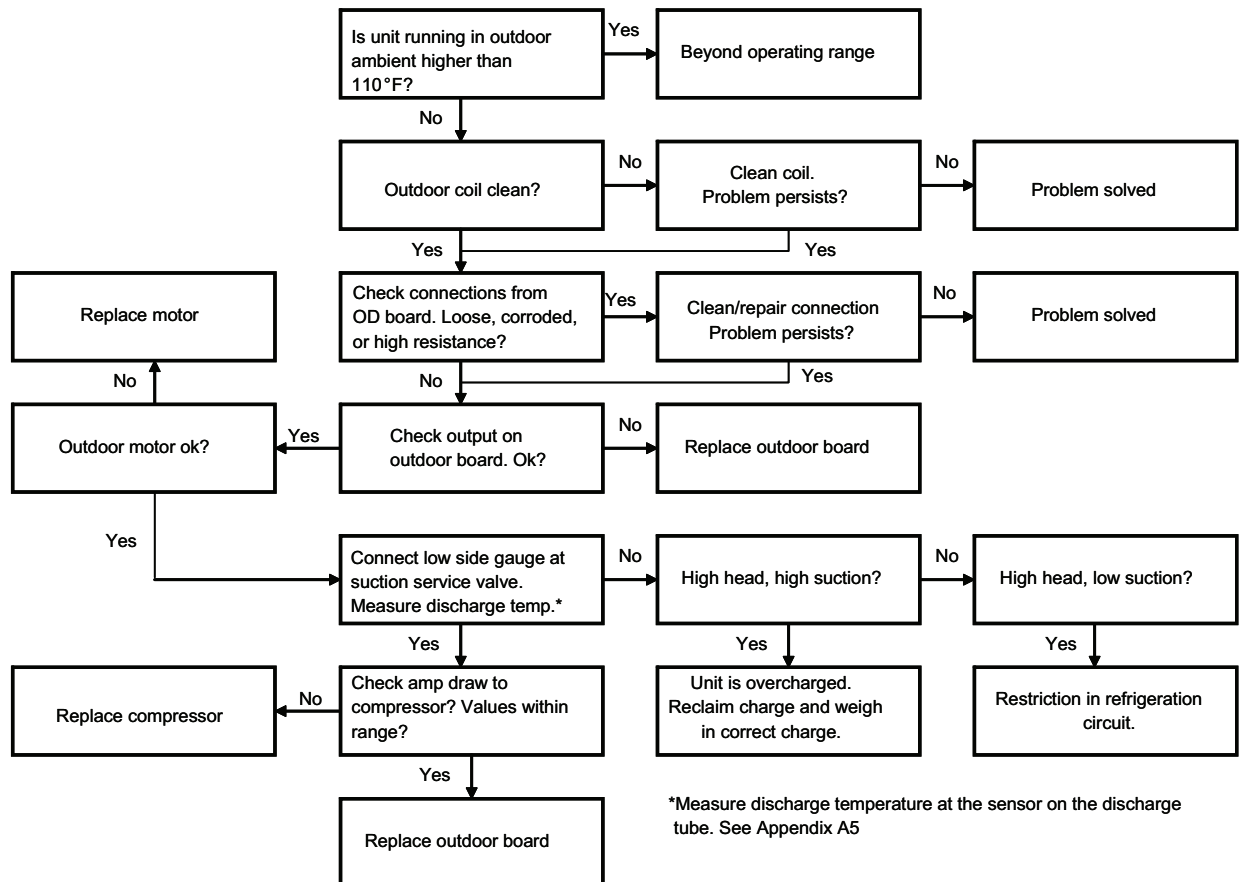 Is unit running in outdoor
ambient higher than
110°F?
Yes
Beyond operating range
No
Outdoor coil clean?
No
Clean coil.
Problem persists?
No
Problem solved
Yes
Yes
Replace motor
Check connections from
OD board. Loose, corroded,
or high resistance?
Yes
Clean/repair connection
Problem persists?
No
Problem solved
No
No
Yes
Outdoor motor ok?
Yes
Check output on
outdoor board. Ok?
No
Replace outdoor board
Yes
Connect low side gauge at
suction service valve.
Measure discharge temp.*
No
High head, high suction?
No
High head, low suction?
Yes
Yes
Yes
Replace compressor
No
Check amp draw to
compressor? Values within
range?
Unit is overcharged.
Reclaim charge and weigh
in correct charge.
Restriction in refrigeration
circuit.
Yes
Replace outdoor board
*Measure discharge temperature at the sensor on the discharge
tube. See Appendix A5